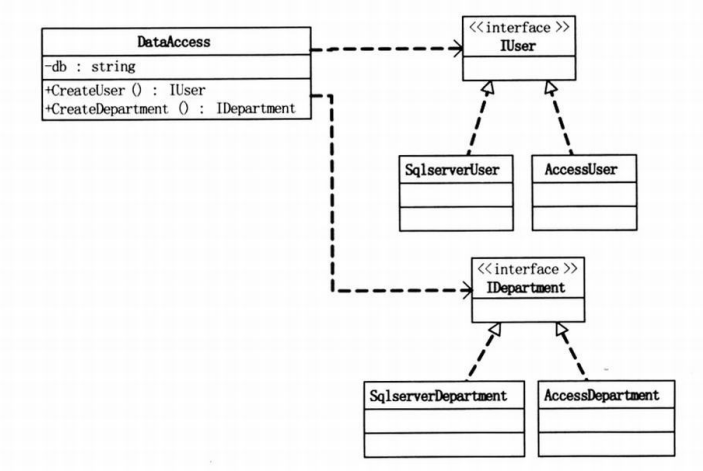 DataAccess
-db : string
+CreateUser () : IUser
+CreateDepartment () : IDepartment
<<interface >>
IUser
SqlserverUser
AccessUser
<<interface >>
IDepartment
SqlserverDepartment
AccessDepartment